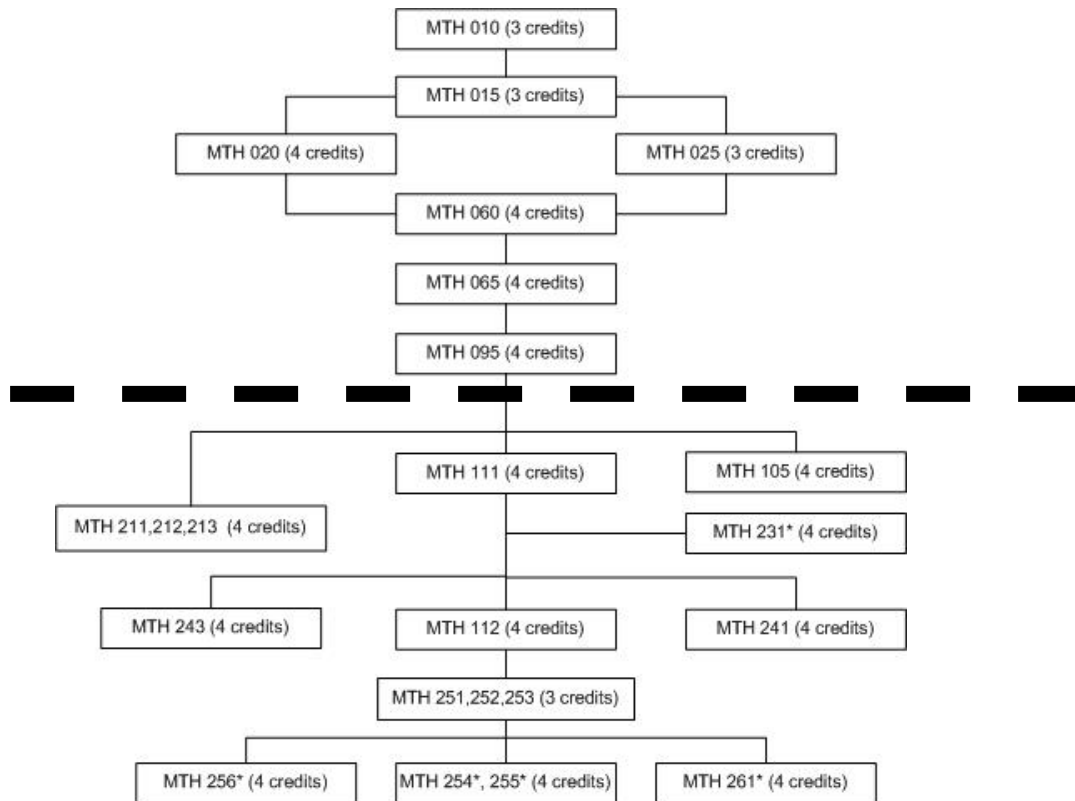 MTH 010 (3 credits)
MTH 015 (3 credits)
MTH 020 (4 credits)
MTH 025 (3 credits)
MTH 060 (4 credits)
MTH 065 (4 credits)
MTH 095 (4 credits)
MTH 111 (4 credits)
MTH 105 (4 credits)
MTH 211,212,213 (4 credits)
MTH 231* (4 credits)
MTH 243 (4 credits)
MTH 112 (4 credits)
MTH 241 (4 credits)
MTH 251,252,253 (3 credits)
MTH 256* (4 credits)
MTH 254*, 255* (4 credits)
MTH 261* (4 credits)